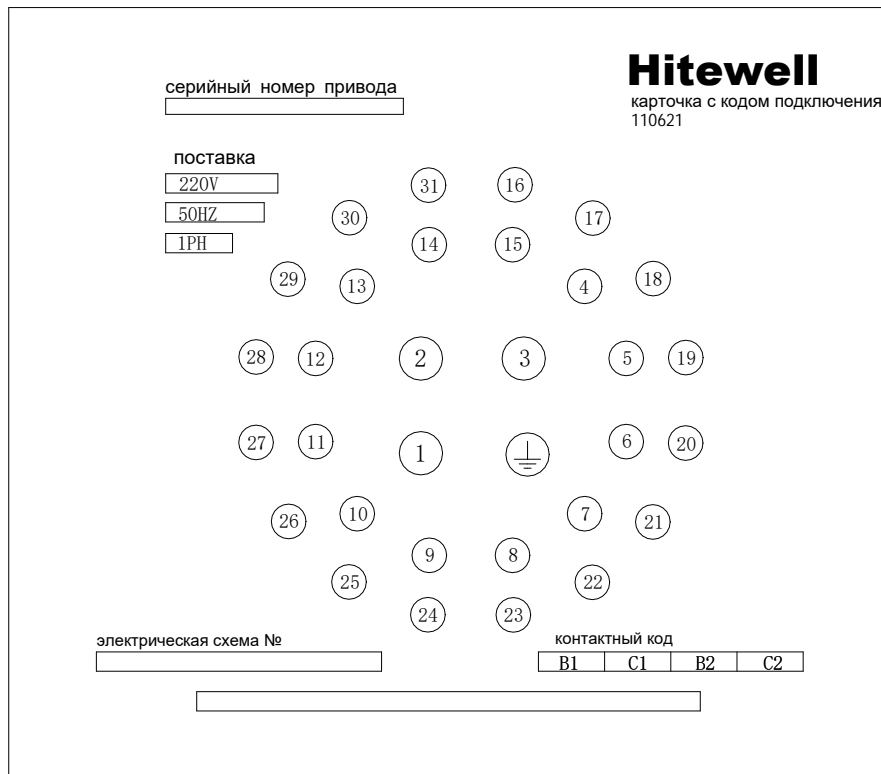 Hitewell
карточка с кодом подключения
110621
серийный номер привода
поставка
220V
50HZ
1PH
31 16
30 17
14 15
29 13 4 18
28 12 2 3 5 19
27 11 1 6 20
26 10 7 21
9 8
25 22
24 23
электрическая схема №
контактный код
B1 C1 B2 C2